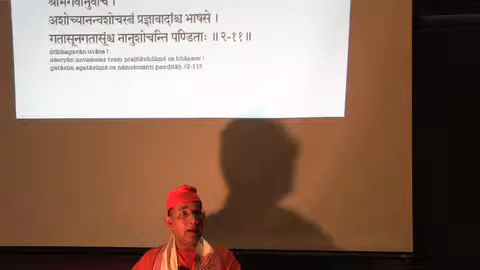 श्रीभगवानुवाच ।
अशोच्यानन्वशोचस्त्वं प्रज्ञावादांश्च भाषसे ।
गतासूनगतासूंश्च नानुशोचन्ति पण्डिताः ॥२-११॥
śrībhagavān uvāca |
aśocyān anvaśocas tvaṃ prajñāvādāṃś ca bhāṣase |
gatāsūn agatāsūṃś ca nānuśocanti paṇḍitāḥ //2-11//